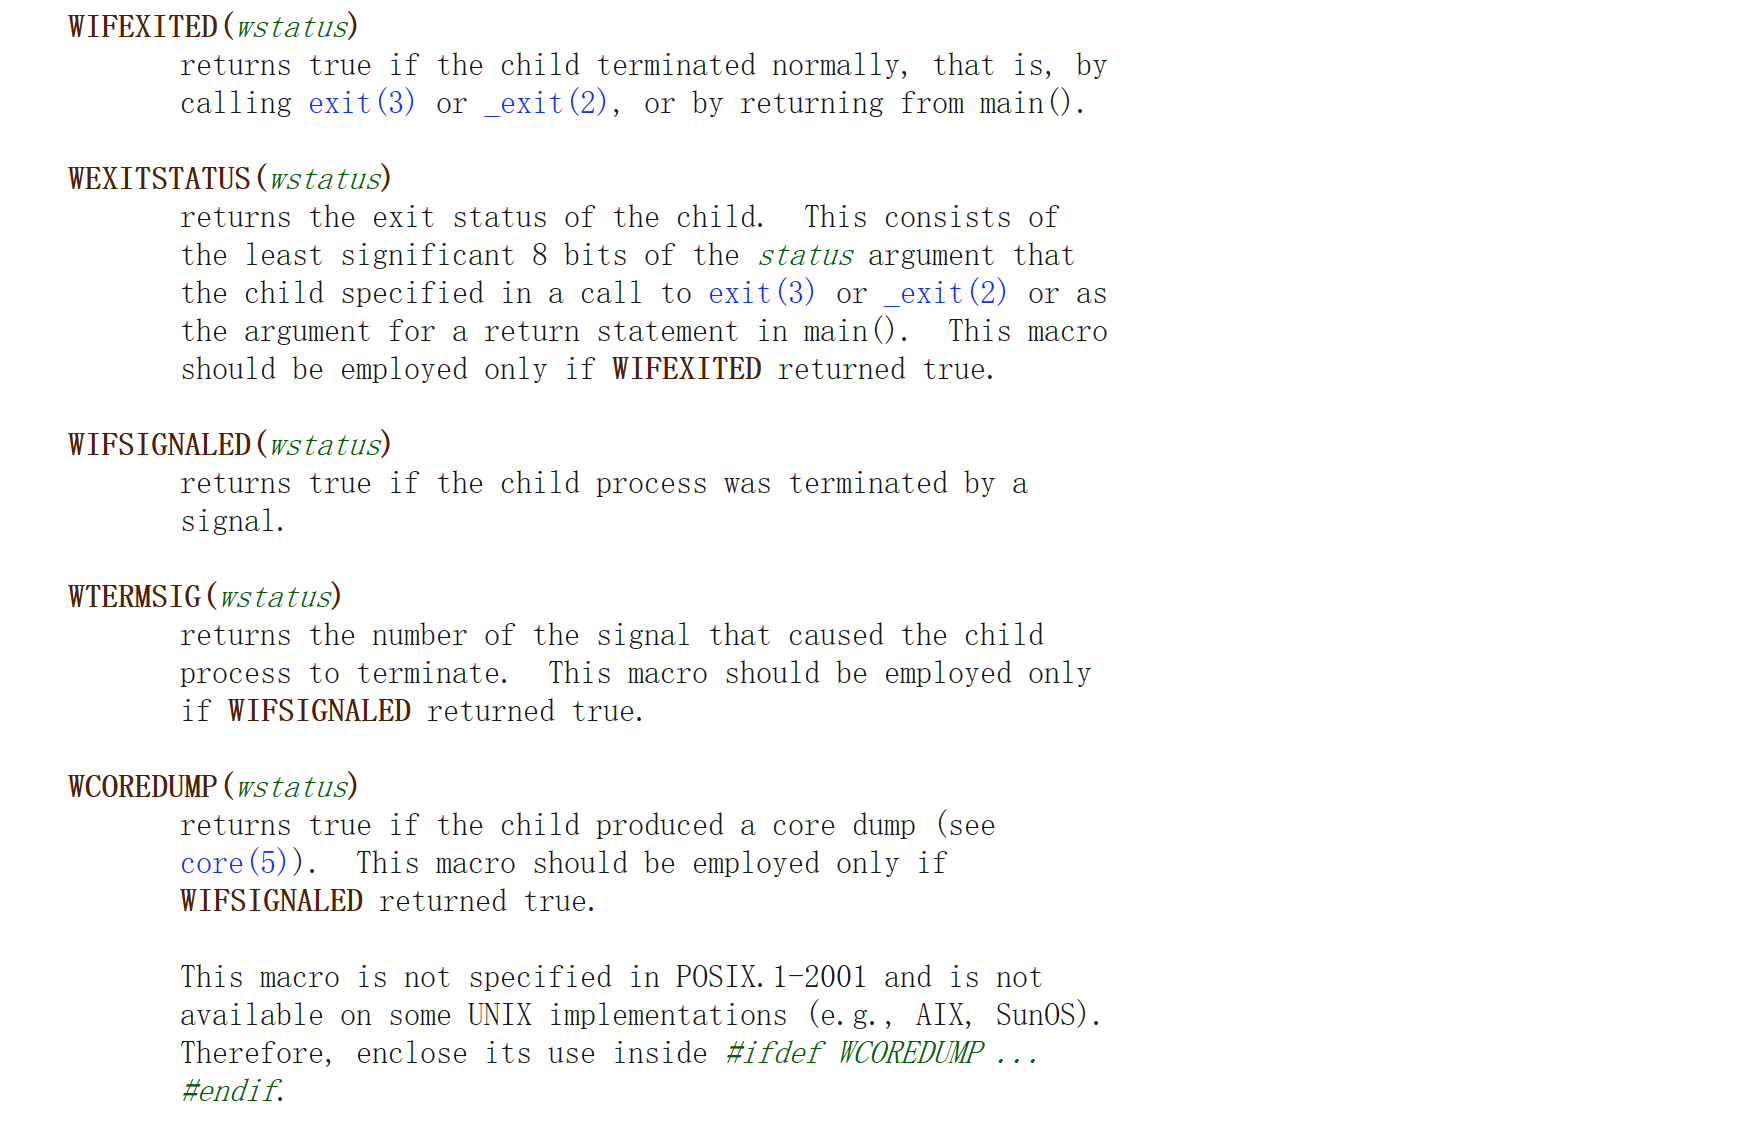 WIFEXITED(wstatus)
returns true if the child terminated normally, that is, by
calling exit(3) or _exit(2), or by returning from main().
WEXITSTATUS(wstatus)
returns the exit status of the child.  This consists of
the least significant 8 bits of the status argument that
the child specified in a call to exit(3) or _exit(2) or as
the argument for a return statement in main().  This macro
should be employed only if WIFEXITED returned true.
WIFSIGNALED(wstatus)
returns true if the child process was terminated by a
signal.
WTERMSIG(wstatus)
returns the number of the signal that caused the child
process to terminate.  This macro should be employed only
if WIFSIGNALED returned true.
WCOREDUMP(wstatus)
returns true if the child produced a core dump (see
core(5)).  This macro should be employed only if
WIFSIGNALED returned true.
This macro is not specified in POSIX.1-2001 and is not
available on some UNIX implementations (e.g., AIX, SunOS).
Therefore, enclose its use inside #ifdef WCOREDUMP ...
#endif.